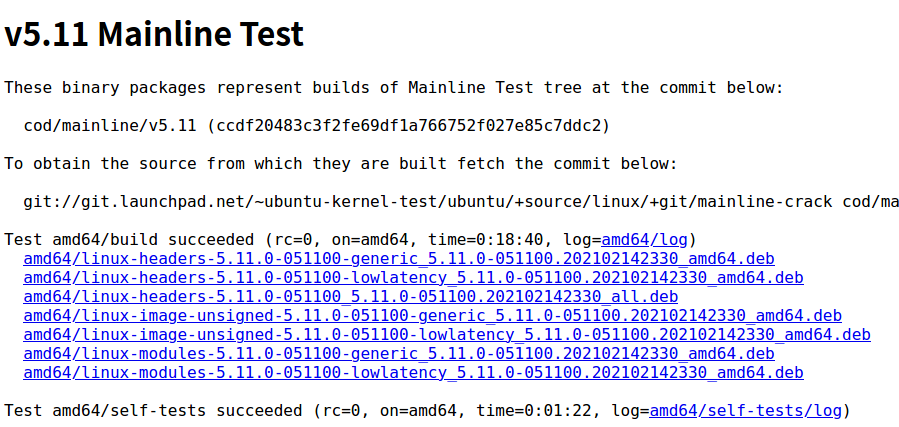 v5.11 Mainline Test
These binary packages represent builds of Mainline Test tree at the commit below:
cod/mainline/v5.11 (ccdf20483c3f2fe69df1a766752f027e85c7ddc2)
To obtain the source from which they are built fetch the commit below:
git://git.launchpad.net/~ubuntu-kernel-test/ubuntu/+source/linux/+git/mainline-crack cod/ma
Test amd64/build succeeded (rc=0, on=amd64, time=0:18:40, log=amd64/log)
amd64/linux-headers-5.11.0-051100-generic_5.11.0-051100.202102142330_amd64.deb
amd64/linux-headers-5.11.0-051100-lowlatency_5.11.0-051100.202102142330_amd64.deb
amd64/linux-headers-5.11.0-051100_5.11.0-051100.202102142330_all.deb
amd64/linux-image-unsigned-5.11.0-051100-generic_5.11.0-051100.202102142330_amd64.deb
amd64/linux-image-unsigned-5.11.0-051100-lowlatency_5.11.0-051100.202102142330_amd64.deb
amd64/linux-modules-5.11.0-051100-generic_5.11.0-051100.202102142330_amd64.deb
amd64/linux-modules-5.11.0-051100-lowlatency_5.11.0-051100.202102142330_amd64.deb
Test amd64/self-tests succeeded (rc=0, on=amd64, time=0:01:22, log=amd64/self-tests/log)